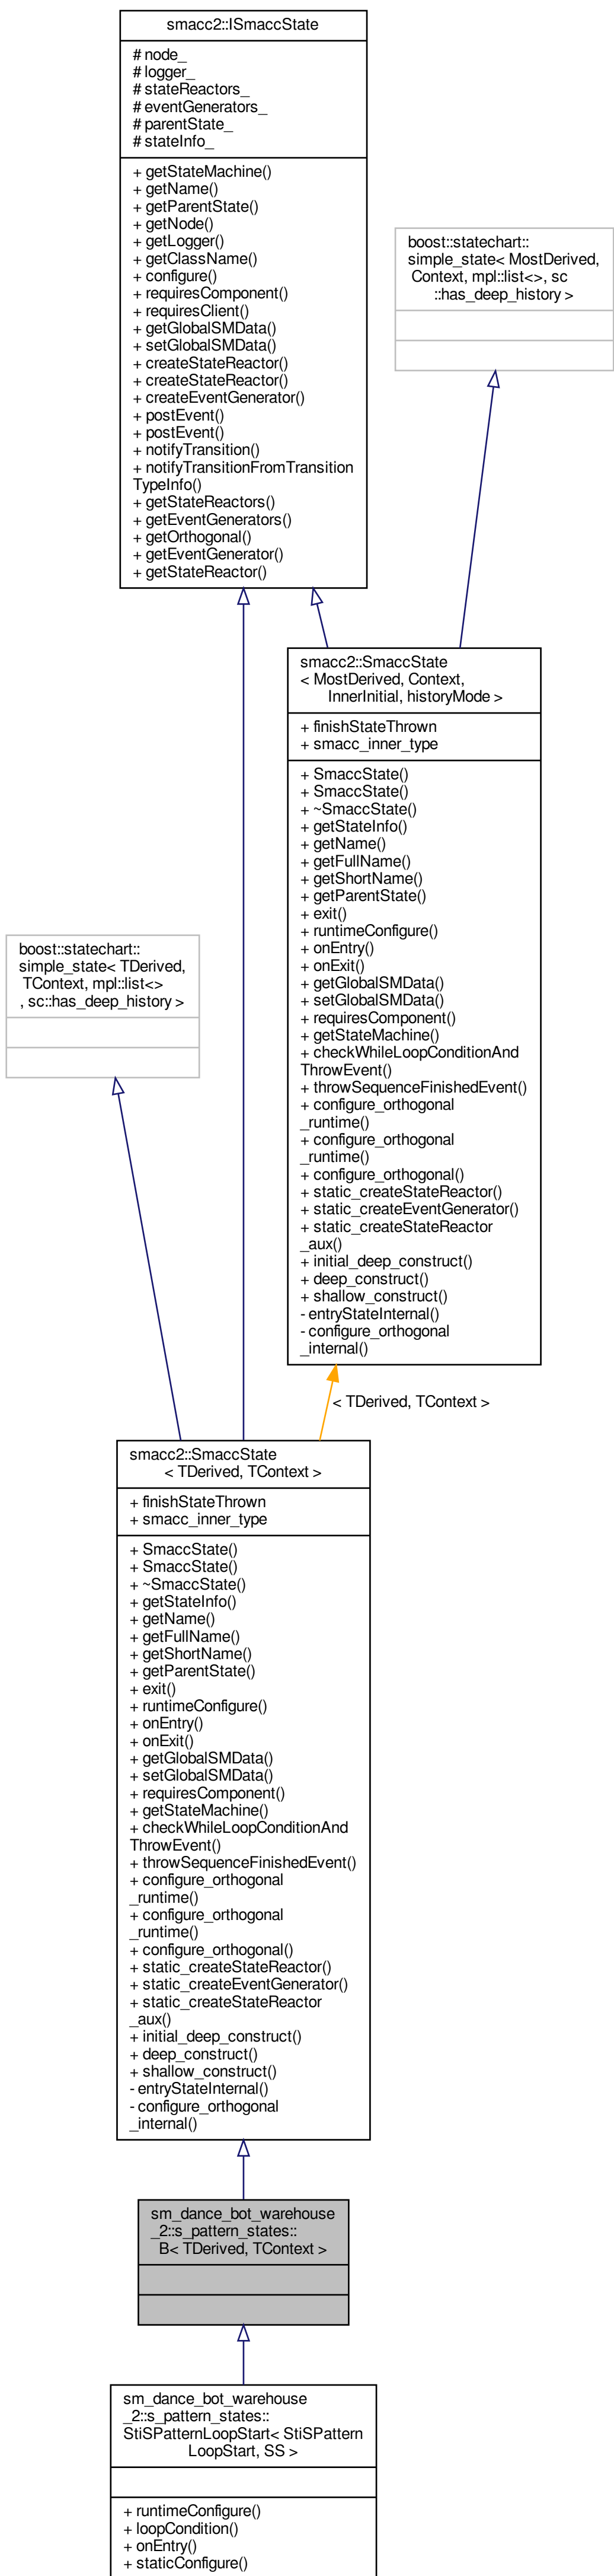 smacc2::ISmaccState
# node_
# logger_
# stateReactors_
# eventGenerators_
# parentState_
# stateInfo_
+ getStateMachine()
+ getName()
+ getParentState()
+ getNode()
+ getLogger()
+ getClassName()
+ configure()
+ requiresComponent()
+ requiresClient()
+ getGlobalSMData()
+ setGlobalSMData()
+ createStateReactor()
+ createStateReactor()
+ createEventGenerator()
+ postEvent()
+ postEvent()
+ notifyTransition()
+ notifyTransitionFromTransition
TypeInfo()
+ getStateReactors()
+ getEventGenerators()
+ getOrthogonal()
+ getEventGenerator()
+ getStateReactor()
boost::statechart::
simple_state< MostDerived,
Context, mpl::list<>, sc
::has_deep_history >
smacc2::SmaccState
< MostDerived, Context,
InnerInitial, historyMode >
+ finishStateThrown
+ smacc_inner_type
+ SmaccState()
+ SmaccState()
+ ~SmaccState()
+ getStateInfo()
+ getName()
+ getFullName()
+ getShortName()
+ getParentState()
+ exit()
+ runtimeConfigure()
+ onEntry()
+ onExit()
+ getGlobalSMData()
+ setGlobalSMData()
+ requiresComponent()
+ getStateMachine()
+ checkWhileLoopConditionAnd
ThrowEvent()
+ throwSequenceFinishedEvent()
+ configure_orthogonal
_runtime()
+ configure_orthogonal
_runtime()
+ configure_orthogonal()
+ static_createStateReactor()
+ static_createEventGenerator()
+ static_createStateReactor
_aux()
+ initial_deep_construct()
+ deep_construct()
+ shallow_construct()
- entryStateInternal()
- configure_orthogonal
_internal()
boost::statechart::
simple_state< TDerived,
TContext, mpl::list<>
, sc::has_deep_history >
< TDerived, TContext >
smacc2::SmaccState
< TDerived, TContext >
+ finishStateThrown
+ smacc_inner_type
+ SmaccState()
+ SmaccState()
+ ~SmaccState()
+ getStateInfo()
+ getName()
+ getFullName()
+ getShortName()
+ getParentState()
+ exit()
+ runtimeConfigure()
+ onEntry()
+ onExit()
+ getGlobalSMData()
+ setGlobalSMData()
+ requiresComponent()
+ getStateMachine()
+ checkWhileLoopConditionAnd
ThrowEvent()
+ throwSequenceFinishedEvent()
+ configure_orthogonal
_runtime()
+ configure_orthogonal
_runtime()
+ configure_orthogonal()
+ static_createStateReactor()
+ static_createEventGenerator()
+ static_createStateReactor
_aux()
+ initial_deep_construct()
+ deep_construct()
+ shallow_construct()
- entryStateInternal()
- configure_orthogonal
_internal()
sm_dance_bot_warehouse
_2::s_pattern_states::
B< TDerived, TContext >
sm_dance_bot_warehouse
_2::s_pattern_states::
StiSPatternLoopStart< StiSPattern
LoopStart, SS >
+ runtimeConfigure()
+ loopCondition()
+ onEntry()
+ staticConfigure()